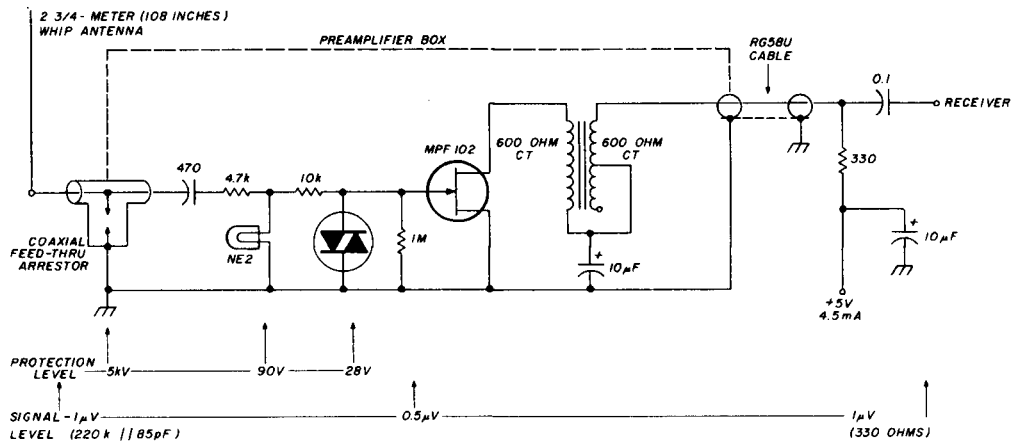 2 3/4- METER (108 INCHES)
WHIP ANTENNA
PREAMPLIFIER BOX
RG58U
CABLE
0.1
RECEIVER
470
4.7k
10k
MPF 102
600 OHM
CT
600 OHM
CT
330
COAXIAL
FEED-THRU
ARRESTOR
NE2
1M
+
10µF
+
10µF
+5V
4.5mA
PROTECTION
LEVEL
5kV
90V
28V
SIGNAL - 1µV
LEVEL (220k || 85pF)
0.5µV
1µV
(330 OHMS)